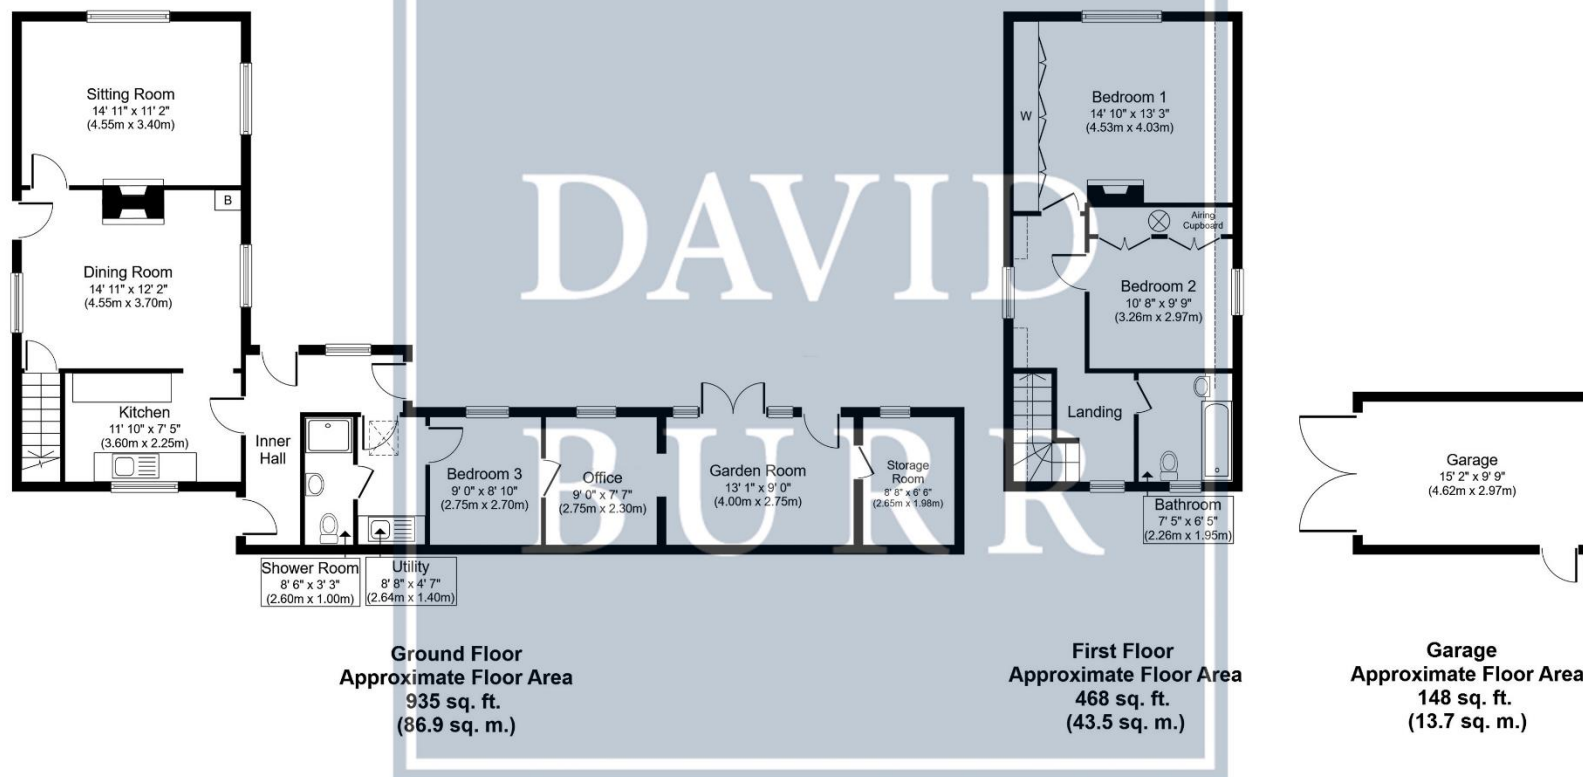 Sitting Room
14' 11" x 11' 2"
(4.55m x 3.40m)
B
Dining Room
14' 11" x 12' 2"
(4.55m x 3.70m)
Kitchen
11' 10" x 7' 5"
(3.60m x 2.25m)
Inner
Hall
Bedroom 3
9' 0" x 8' 10"
(2.75m x 2.70m)
Office
9' 0" x 7' 7"
(2.75m x 2.30m)
Garden Room
13' 1" x 9' 0"
(4.00m x 2.75m)
Storage
Room
8' 8" x 6' 6"
(2.65m x 1.98m)
Shower Room
8' 6" x 3' 3"
(2.60m x 1.00m)
Utility
8' 8" x 4' 7"
(2.64m x 1.40m)
Ground Floor
Approximate Floor Area
935 sq. ft.
(86.9 sq. m.)
DAVID
BURR
Bedroom 1
14' 10" x 13' 3"
(4.53m x 4.03m)
W
Airing
Cupboard
Bedroom 2
10' 8" x 9' 9"
(3.26m x 2.97m)
Landing
Bathroom
7' 5" x 6' 5"
(2.26m x 1.95m)
First Floor
Approximate Floor Area
468 sq. ft.
(43.5 sq. m.)
Garage
15' 2" x 9' 9"
(4.62m x 2.97m)
Garage
Approximate Floor Area
148 sq. ft.
(13.7 sq. m.)